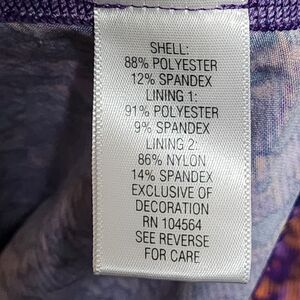 SHELL:
88% POLYESTER
12% SPANDEX
LINING 1:
91% POLYESTER
9% SPANDEX
LINING 2:
86% NYLON
14% SPANDEX
EXCLUSIVE OF
DECORATION
RN 104564
SEE REVERSE
FOR CARE